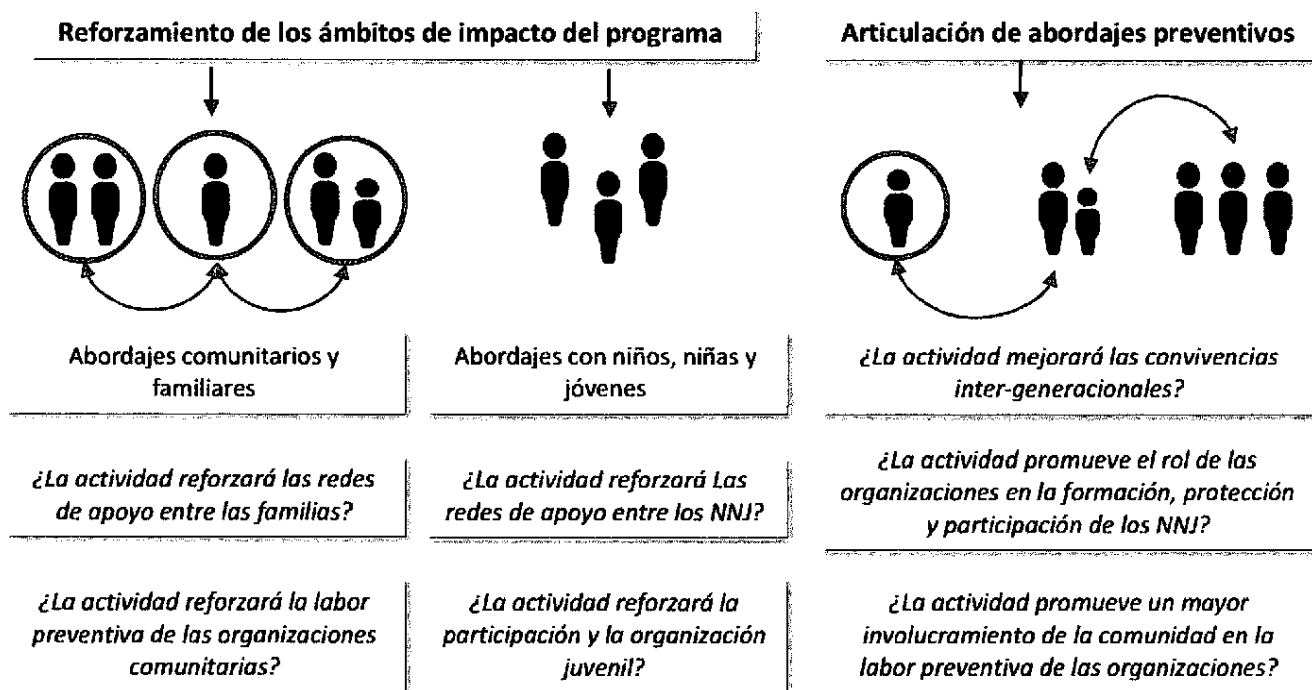 Reforzamiento de los ámbitos de impacto del programa
Articulación de abordajes preventivos
Abordajes comunitarios y
familiares
Abordajes con niños, niñas y
jóvenes
¿La actividad mejorará las convivencias
inter-generacionales?
¿La actividad reforzará las redes
de apoyo entre las familias?
¿La actividad reforzará Las
redes de apoyo entre los NNJ?
¿La actividad promueve el rol de las
organizaciones en la formación, protección
y participación de los NNJ?
¿La actividad reforzará la labor
preventiva de las organizaciones
comunitarias?
¿La actividad reforzará la
participación y la organización
juvenil?
¿La actividad promueve un mayor
involucramiento de la comunidad en la
labor preventiva de las organizaciones?